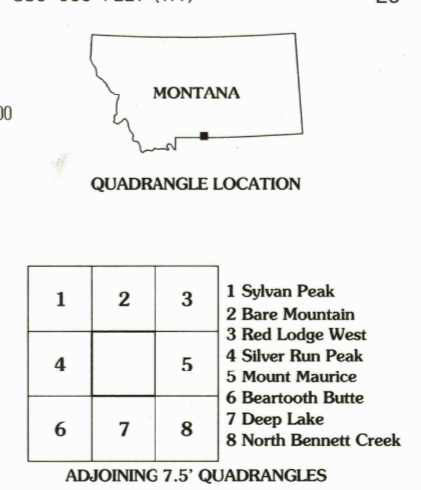 MONTANA
00
QUADRANGLE LOCATION
1 2 3
4 5
6 7 8
1 Sylvan Peak
2 Bare Mountain
3 Red Lodge West
4 Silver Run Peak
5 Mount Maurice
6 Beartooth Butte
7 Deep Lake
8 North Bennett Creek
ADJOINING 7.5' QUADRANGLES